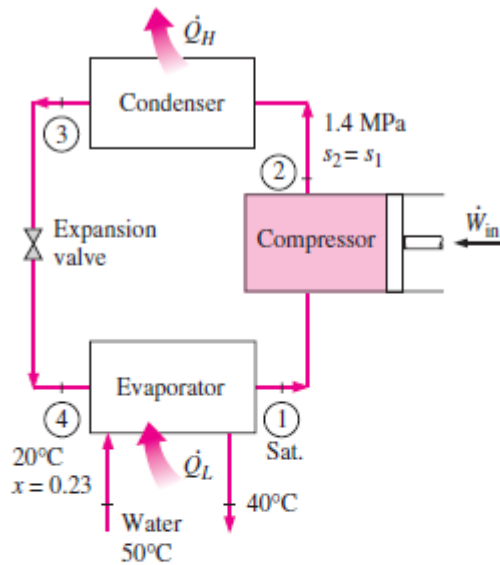 Q̇H
Condenser
3
1.4 MPa
s2 = s1
2
Expansion
valve
Compressor
Ẇin
Evaporator
4
1
Sat.
20°C
x = 0.23
Q̇L
40°C
Water
50°C